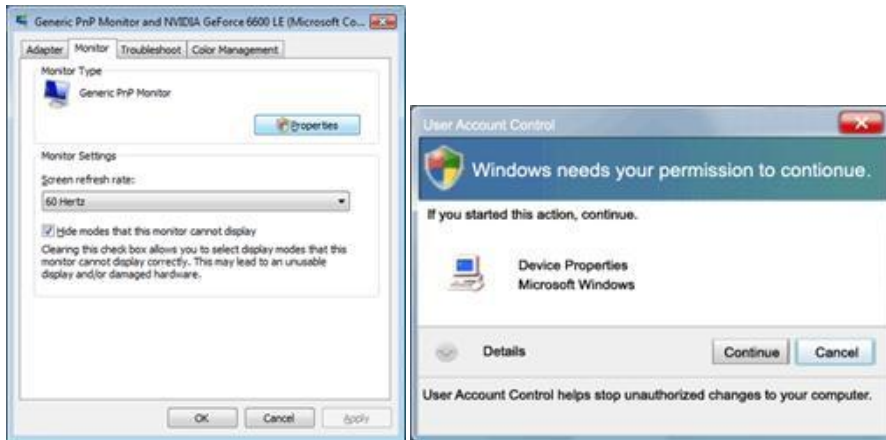 Generic PnP Monitor and NVIDIA GeForce 6600 LE (Microsoft Co...
Adapter Monitor Troubleshoot Color Management
Monitor Type
Generic PnP Monitor
Properties
Monitor Settings
Screen refresh rate:
60 Hertz
Hide modes that this monitor cannot display
Clearing this check box allows you to select display modes that this
monitor cannot display correctly. This may lead to an unusable
display and/or damaged hardware.
OK Cancel Apply
User Account Control
Windows needs your permission to contionue.
If you started this action, continue.
Device Properties
Microsoft Windows
Details Continue Cancel
User Account Control helps stop unauthorized changes to your computer.